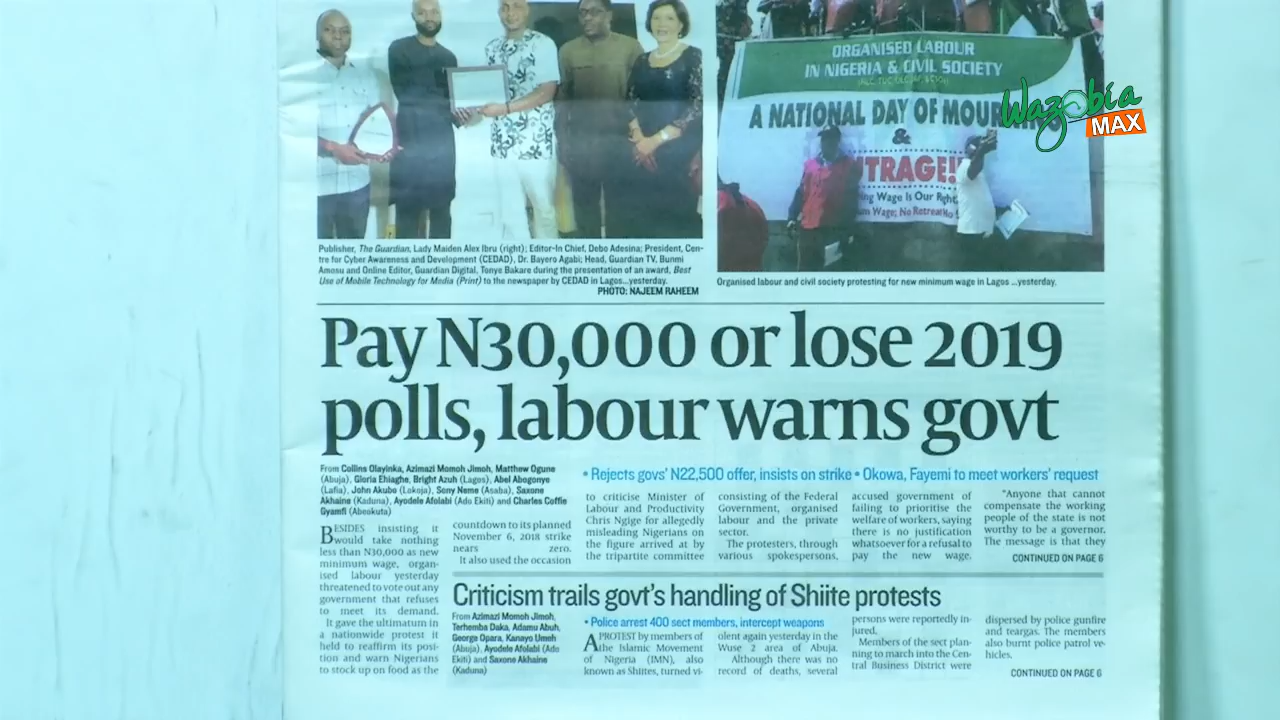 ORGANISED LABOUR
IN NIGERIA & CIVIL SOCIETY
A NATIONAL DAY OF
&
Wazobia
MAX
Publisher, The Guardian, Lady Maiden Alex Ibru (right); Editor-In Chief, Debo Adesina; President, Cen-
tre for Cyber Awareness and Development (CEDAD), Dr. Bayero Agabi; Head, Guardian TV, Bunmi
Amosu and Online Editor, Guardian Digital, Tonye Bakare during the presentation of an award, Best
Use of Mobile Technology for Media (Print) to the newspaper by CEDAD in Lagos...yesterday.
PHOTO: NAJEEM RAHEEM
Organised labour and civil society protesting for new minimum wage in Lagos ...yesterday.
Pay N30,000 or lose 2019
polls, labour warns govt
From Collins Olayinka, Azimazi Momoh Jimoh, Matthew Ogune
(Abuja), Gloria Ehiaghe, Bright Azuh (Lagos), Abel Abogonye
(Lafia), John Akubo (Lokoja), Sony Neme (Asaba), Saxone
Akhaine (Kaduna), Ayodele Afolabi (Ado Ekiti) and Charles Coffie
Gyamfi (Abeokuta)
• Rejects govs' N22,500 offer, insists on strike • Okowa, Fayemi to meet workers' request
BESIDES insisting it
would take nothing
less than N30,000 as new
minimum wage, organ-
ised labour yesterday
threatened to vote out any
government that refuses
to meet its demand.
It gave the ultimatum in
a nationwide protest it
held to reaffirm its posi-
tion and warn Nigerians
to stock up on food as the
countdown to its planned
November 6, 2018 strike
nears zero.
It also used the occasion
to criticise Minister of
Labour and Productivity
Chris Ngige for allegedly
misleading Nigerians on
the figure arrived at by
the tripartite committee
consisting of the Federal
Government, organised
labour and the private
sector.
The protesters, through
various spokespersons,
accused government of
failing to prioritise the
welfare of workers, saying
there is no justification
whatsoever for a refusal to
pay the new wage.
"Anyone that cannot
compensate the working
people of the state is not
worthy to be a governor.
The message is that they
CONTINUED ON PAGE 6
Criticism trails govt's handling of Shiite protests
From Azimazi Momoh Jimoh,
Terhemba Daka, Adamu Abuh,
George Opara, Kanayo Umeh
(Abuja), Ayodele Afolabi (Ado
Ekiti) and Saxone Akhaine
(Kaduna)
• Police arrest 400 sect members, intercept weapons
A PROTEST by members of
the Islamic Movement
of Nigeria (IMN), also
known as Shiites, turned vi-
olent again yesterday in the
Wuse 2 area of Abuja.
Although there was no
record of deaths, several
persons were reportedly in-
jured.
Members of the sect plan-
ning to march into the Cen-
tral Business District were
dispersed by police gunfire
and teargas. The members
also burnt police patrol ve-
hicles.
CONTINUED ON PAGE 6